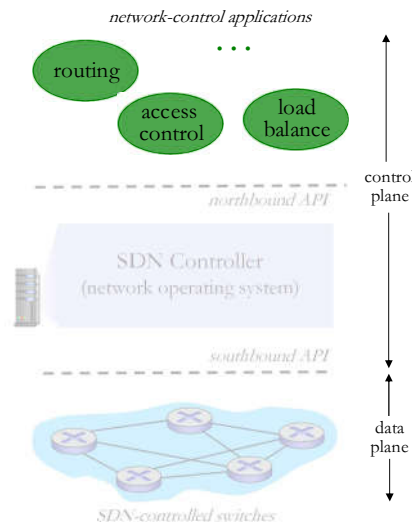 network-control applications
...
routing
access
control
load
balance
northbound API
control
plane
SDN Controller
(network operating system)
southbound API
data
plane
SDN-controlled switches